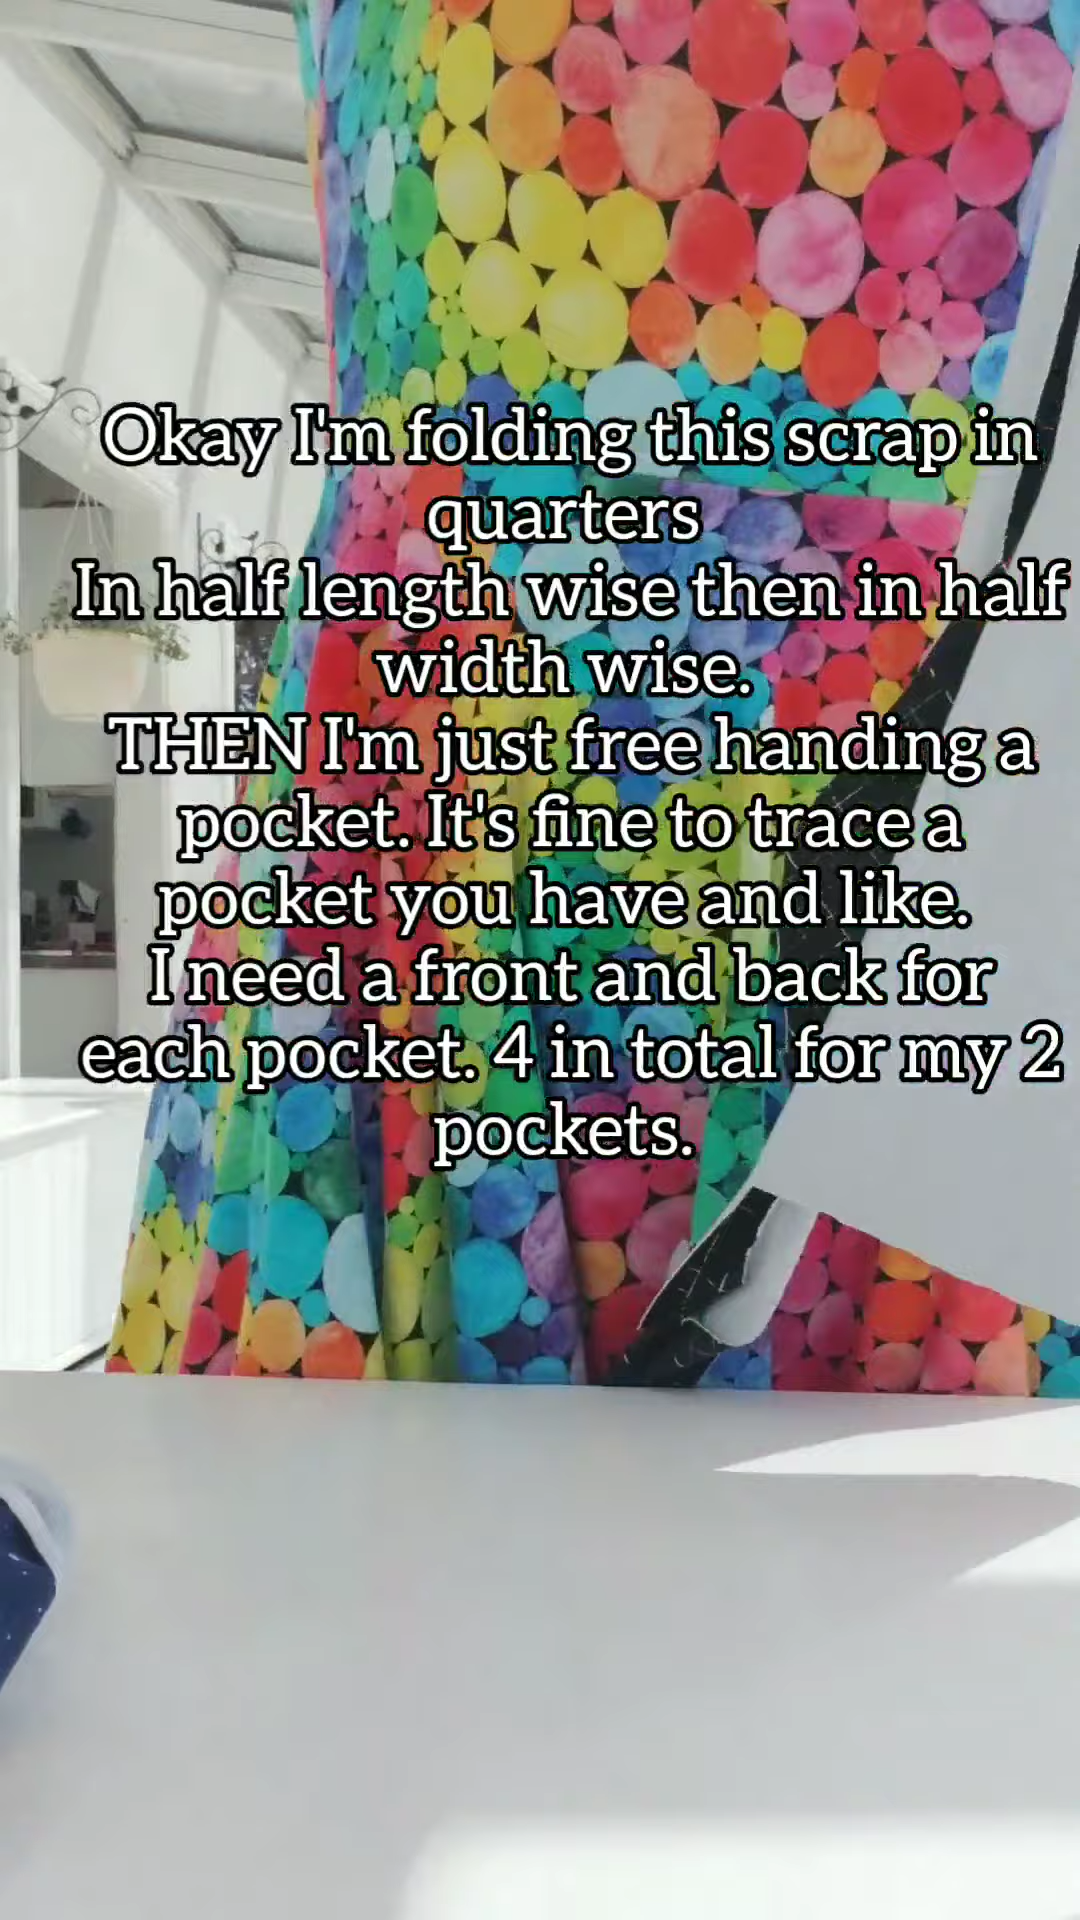 Okay I'm folding this scrap in
quarters
In half length wise then in half
width wise.
THEN I'm just free handing a
pocket. It's fine to trace a
pocket you have and like.
I need a front and back for
each pocket. 4 in total for my 2
pockets.